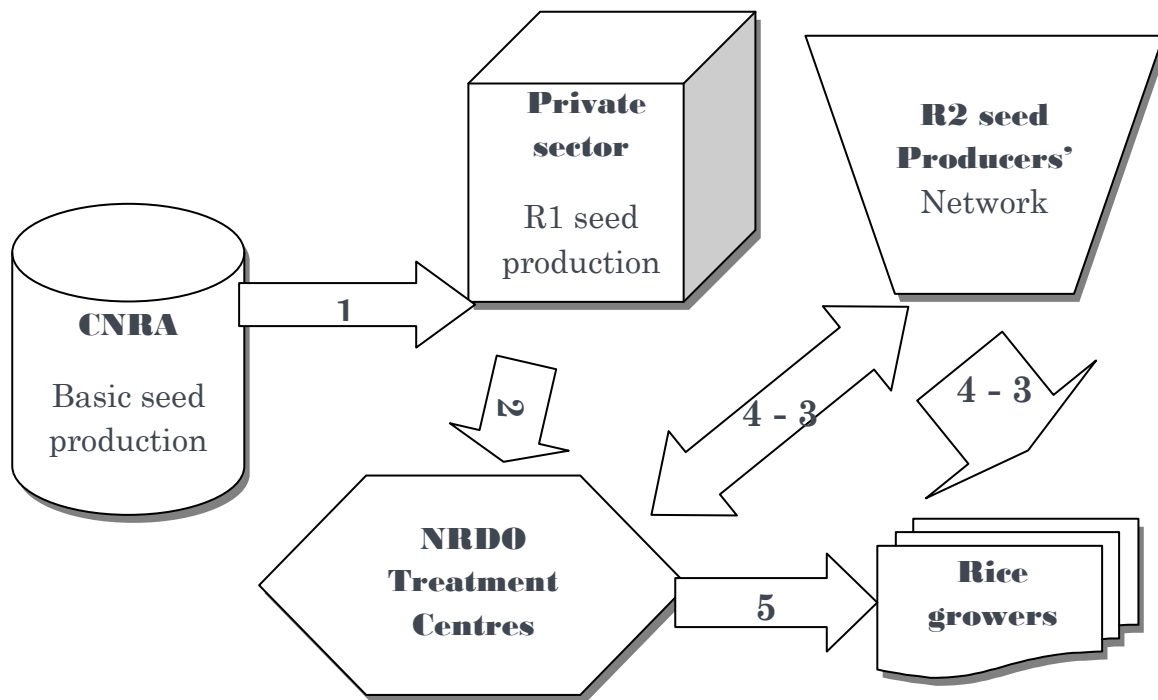 Private
sector
R1 seed
production
R2 seed
Producers’
Network
CNRA
Basic seed
production
1
2
4 - 3
4 - 3
NRDO
Treatment
Centres
5
Rice
growers